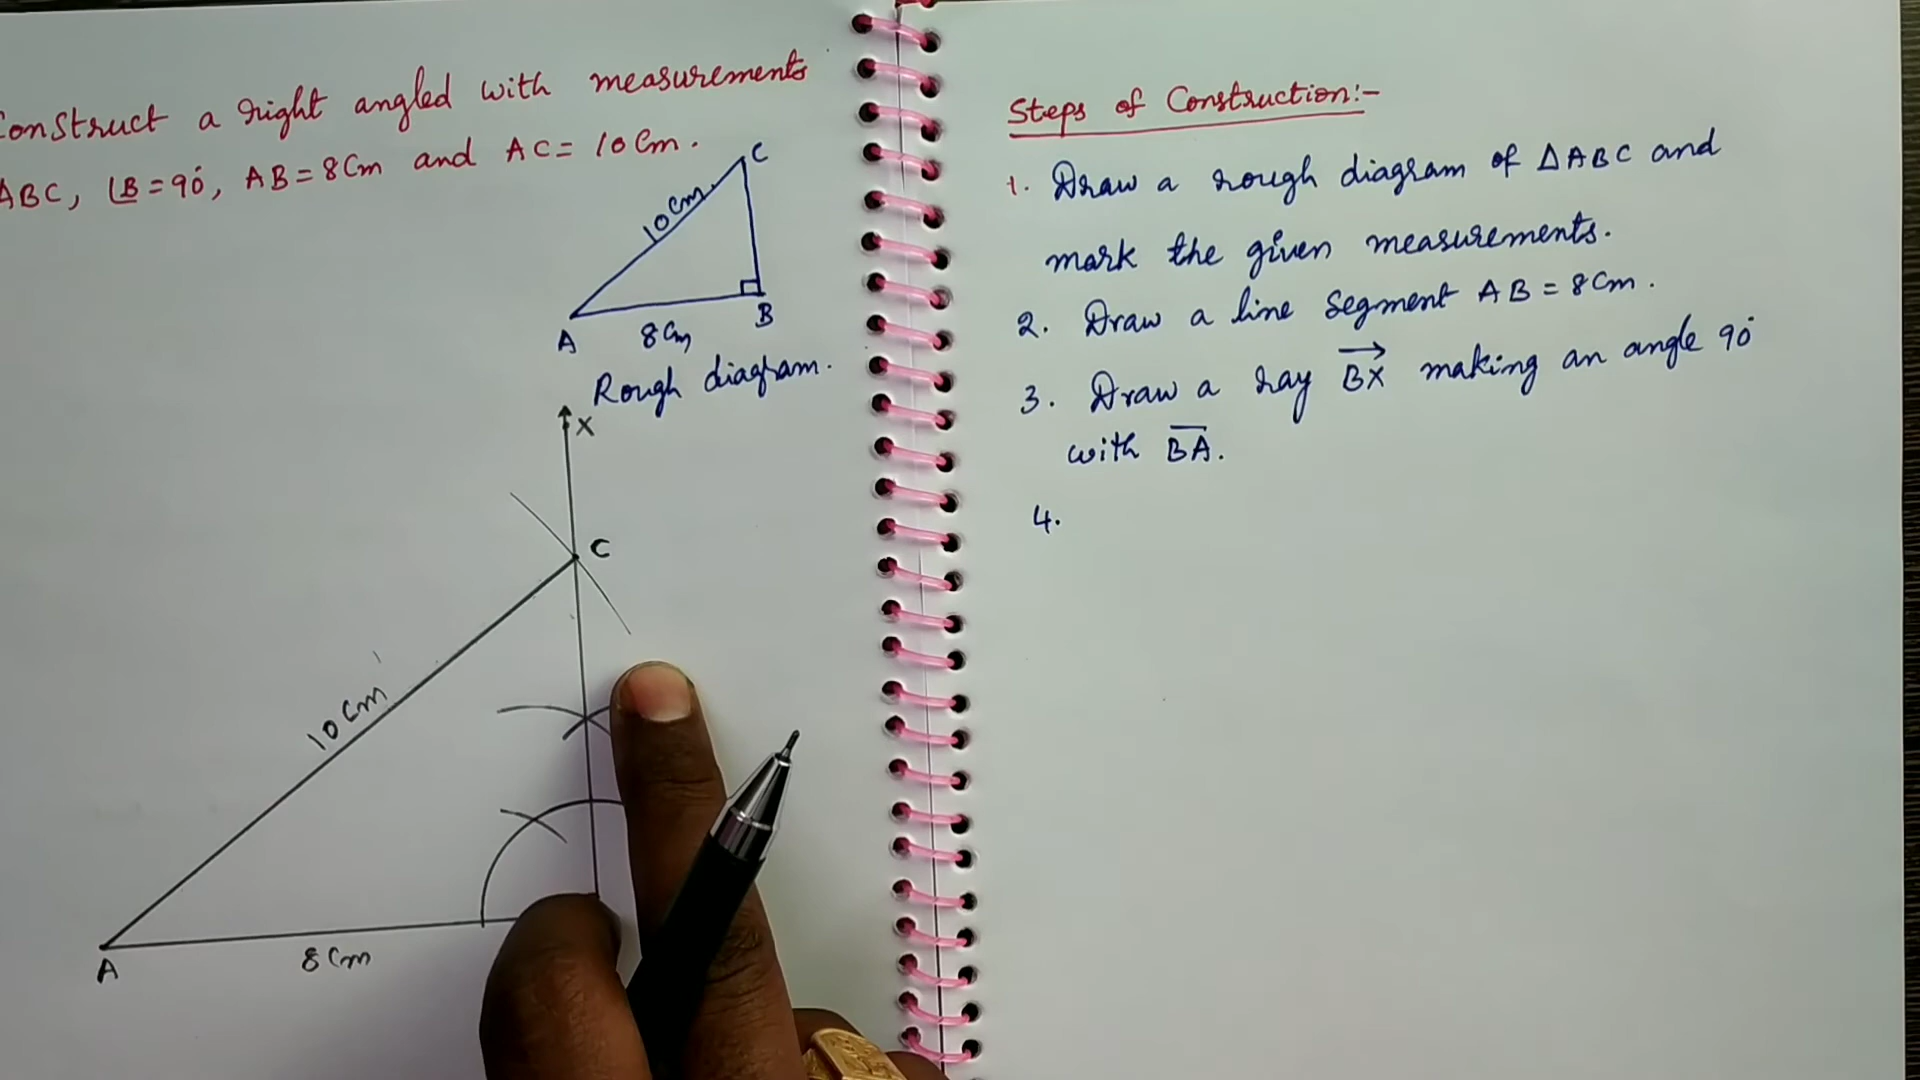 Construct a right angled with measurements
ABC, ∠B = 90°, AB = 8 Cm and AC = 10 Cm.
C
10 Cm
A
8 Cm
B
Rough diagram.
X
C
10 Cm
A
8 Cm
Steps of Construction:-
1. Draw a rough diagram of ΔABC and
mark the given measurements.
2. Draw a line Segment AB = 8 Cm.
3. Draw a ray \overrightarrow{BX} making an angle 90°
with \overline{BA}.
4.